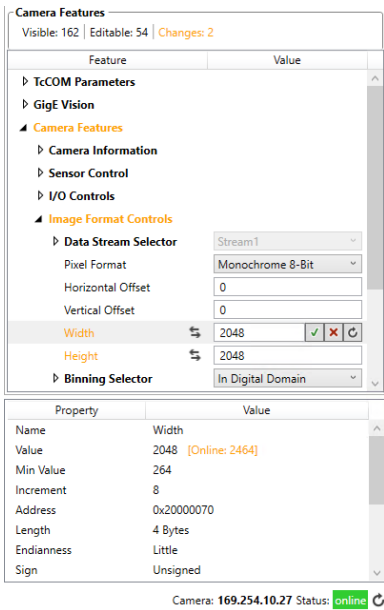 Camera Features
Visible: 162 Editable: 54 Changes: 2
Feature Value
TcCOM Parameters
GigE Vision
Camera Features
Camera Information
Sensor Control
I/O Controls
Image Format Controls
Data Stream Selector Stream1
Pixel Format Monochrome 8-Bit
Horizontal Offset 0
Vertical Offset 0
Width 2048
Height 2048
Binning Selector In Digital Domain
Property Value
Name Width
Value 2048 [Online: 2464]
Min Value 264
Increment 8
Address 0x20000070
Length 4 Bytes
Endianness Little
Sign Unsigned
Camera: 169.254.10.27 Status: online